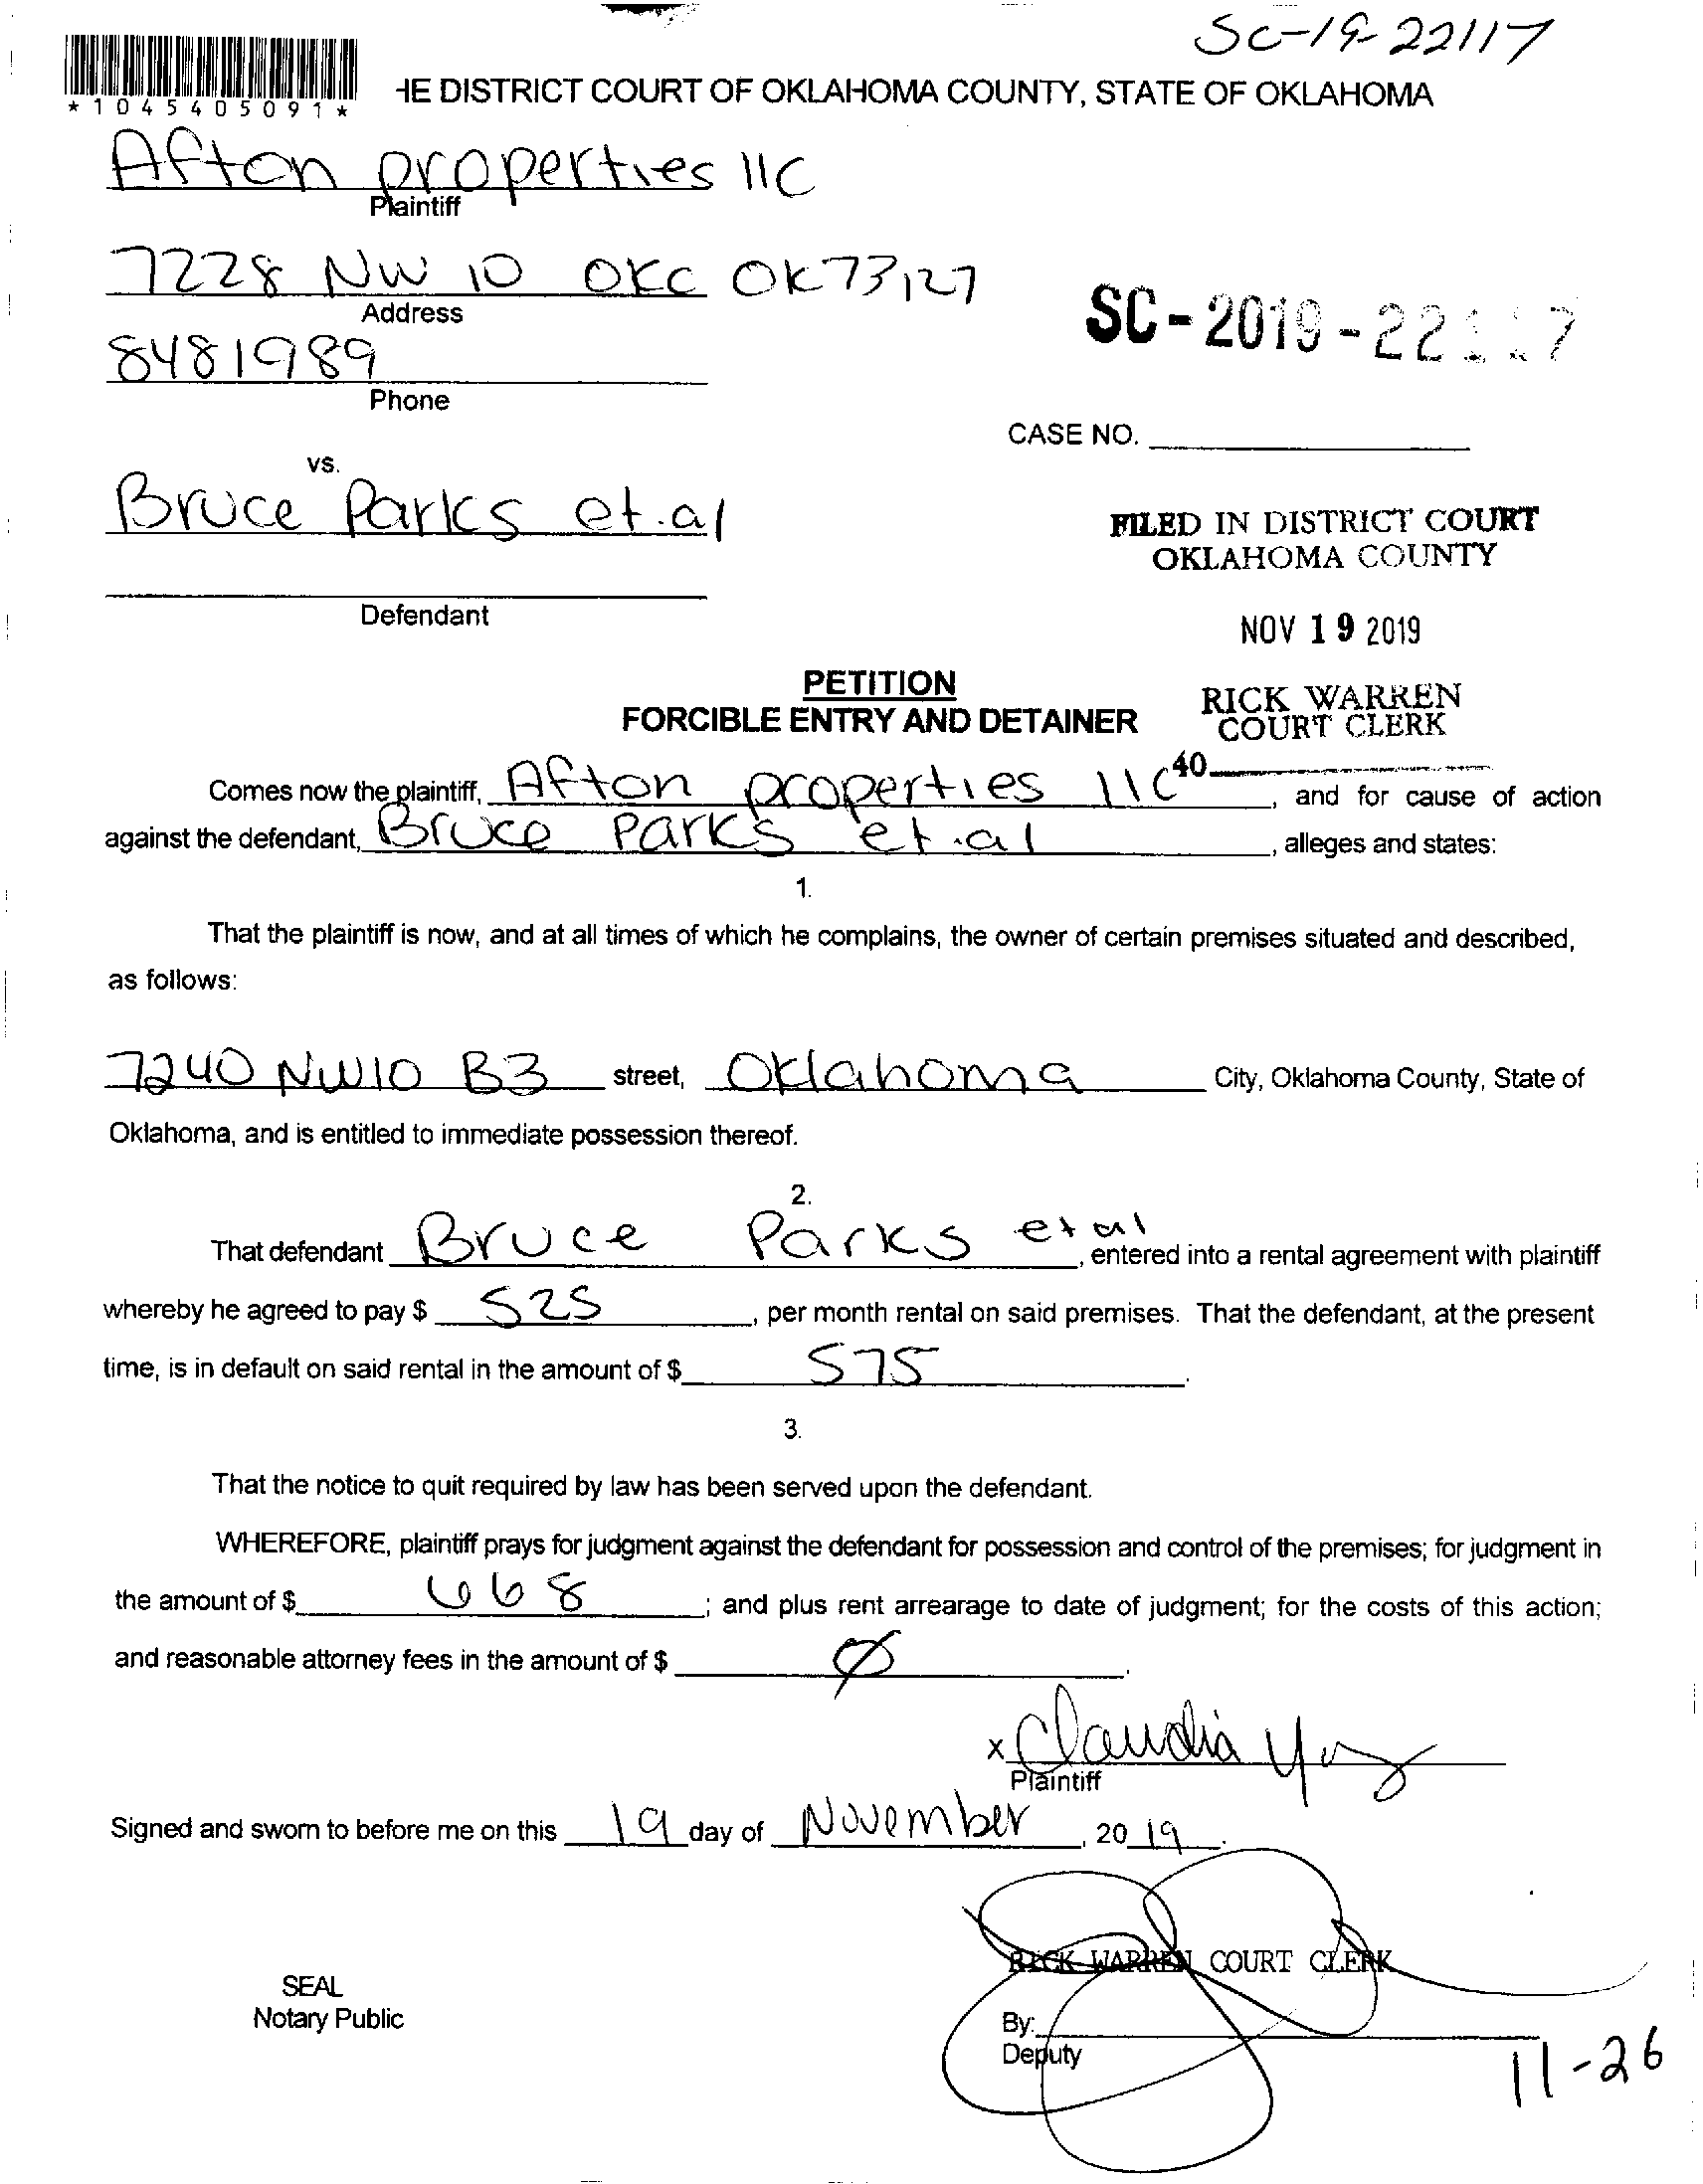 SC-19-22117
*1045405091*
HE DISTRICT COURT OF OKLAHOMA COUNTY, STATE OF OKLAHOMA
Afton properties llc
Plaintiff
7228 NW 10 OKC OK 73127
Address
SC-2019-22117
8481989
Phone
CASE NO.
vs.
Bruce Parks et.al
FILED IN DISTRICT COURT
OKLAHOMA COUNTY
Defendant
NOV 19 2019
PETITION
FORCIBLE ENTRY AND DETAINER
RICK WARREN
COURT CLERK
40
Comes now the plaintiff, Afton properties llc, and for cause of action
against the defendant, Bruce Parks et.al, alleges and states:
1.
That the plaintiff is now, and at all times of which he complains, the owner of certain premises situated and described,
as follows:
7240 NW10 B3 street, Oklahoma City, Oklahoma County, State of
Oklahoma, and is entitled to immediate possession thereof.
2.
That defendant Bruce Parks et al, entered into a rental agreement with plaintiff
whereby he agreed to pay $ 525, per month rental on said premises. That the defendant, at the present
time, is in default on said rental in the amount of $ 575.
3.
That the notice to quit required by law has been served upon the defendant.
WHEREFORE, plaintiff prays for judgment against the defendant for possession and control of the premises; for judgment in
the amount of $ 668; and plus rent arrearage to date of judgment; for the costs of this action;
and reasonable attorney fees in the amount of $ Ø.
x Claudia
Plaintiff
Signed and sworn to before me on this 19 day of November, 2019.
RICK WARREN COURT CLERK
SEAL
Notary Public
By:
Deputy
11-26